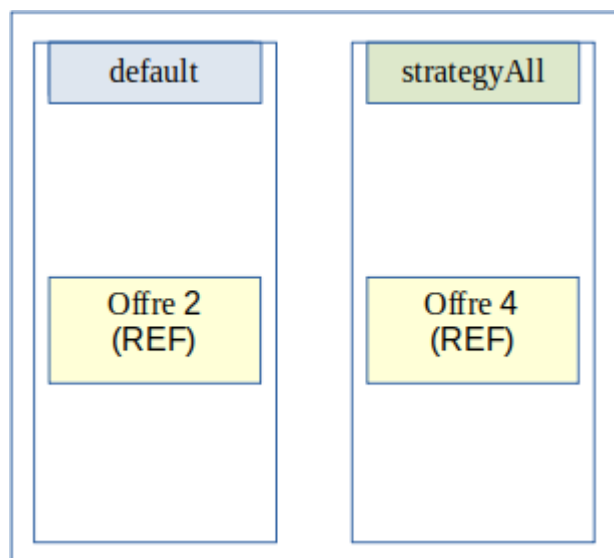 default
strategyAll
Offre 2
(REF)
Offre 4
(REF)